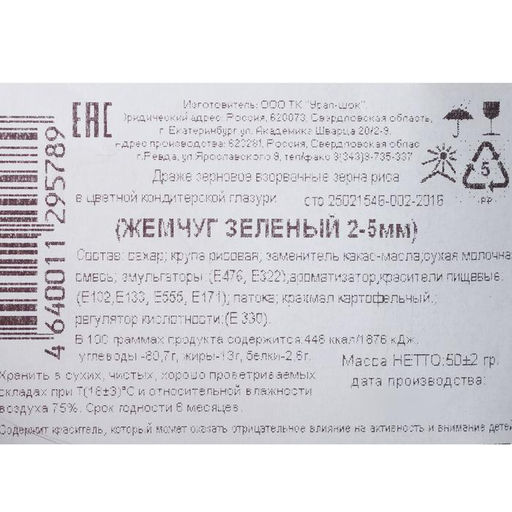 Изготовитель: ООО ТК "Урал-шок".
Юридический адрес: Россия, 620073, Свердловская область,
г. Екатеринбург ул. Академика Шварца 20/2-9.
Адрес производства: 623281, Россия, Свердловская облас
г.Ревда, ул.Ярославского 9, тел/факс 8(343)3-735-337
EAC
4640011 295789
5
PP
Драже зерновое взорванные зерна риса
в цветной кондитерской глазури сто 25021546-002-2016
(ЖЕМЧУГ ЗЕЛЕНЫЙ 2-5мм)
Состав: сахар; крупа рисовая; заменитель какао-масла;сухая молочная
смесь; эмульгаторы: (Е476, Е322);ароматизатор;красители пищевые:
(Е102,Е133, Е555, Е171); патока; крахмал картофельный.;
регулятор кислотности:(Е 330).
В 100 граммах продукта содержится:448 ккал/1876 кДж,
углеводы -80,7г, жиры-13г, белки-2,6г.
Масса НЕТТО:50±2 гр.
дата производства:
Хранить в сухих, чистых, хорошо проветриваемых
складах при Т(18±3)°С и относительной влажности
воздуха 75%. Срок годности 6 месяцев.
Содержит краситель, который может оказать отрицательное влияние на активность и внимание детей